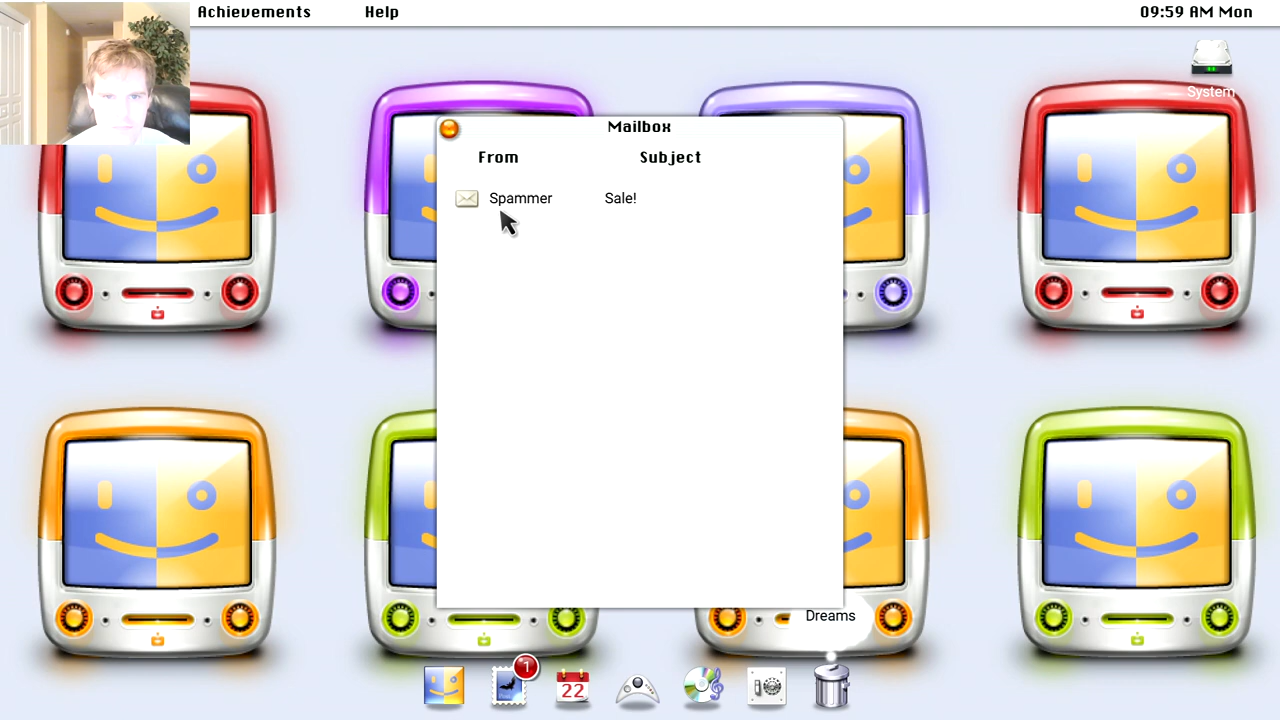 Achievements Help 09:59 AM Mon
System
Mailbox
From Subject
Spammer Sale!
Dreams
1
22